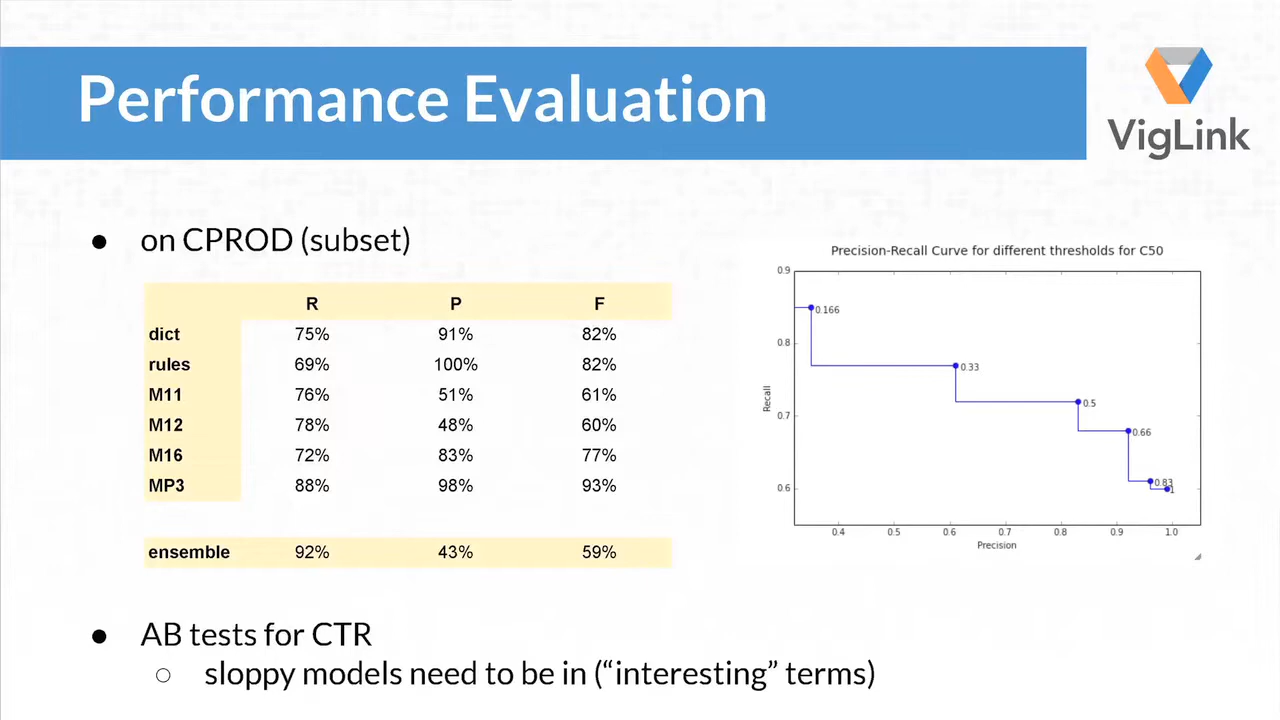 Performance Evaluation
VigLink
● on CPROD (subset)
R P F
dict 75% 91% 82%
rules 69% 100% 82%
M11 76% 51% 61%
M12 78% 48% 60%
M16 72% 83% 77%
MP3 88% 98% 93%
ensemble 92% 43% 59%
Precision-Recall Curve for different thresholds for C50
0.9
0.8
0.7
0.6
Recall
0.166
0.33
0.5
0.66
0.83
1
0.4 0.5 0.6 0.7 0.8 0.9 1.0
Precision
● AB tests for CTR
○ sloppy models need to be in (“interesting” terms)